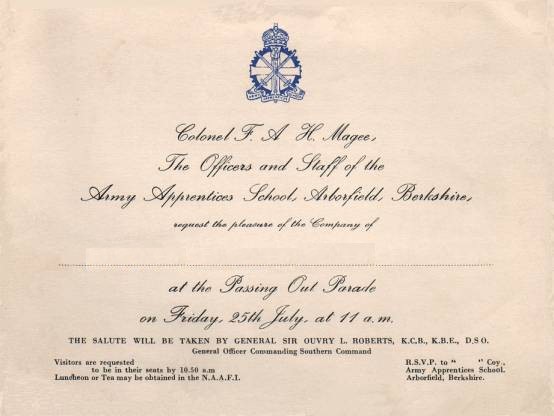 Colonel F. A H. Magee,
The Officers and Staff of the
Army Apprentices School, Arborfield, Berkshire,
request the pleasure of the Company of
at the Passing Out Parade
on Friday, 25th July, at 11 a.m.
THE SALUTE WILL BE TAKEN BY GENERAL SIR OUVRY L. ROBERTS, K.C.B., K.B.E., D.S O.
General Officer Commanding Southern Command
Visitors are requested
to be in their seats by 10.50 a.m
Luncheon or Tea may be obtained in the N.A.A.F.I.
R.S.V.P. to " " Coy.,
Army Apprentices School.
Arborfield, Berkshire.